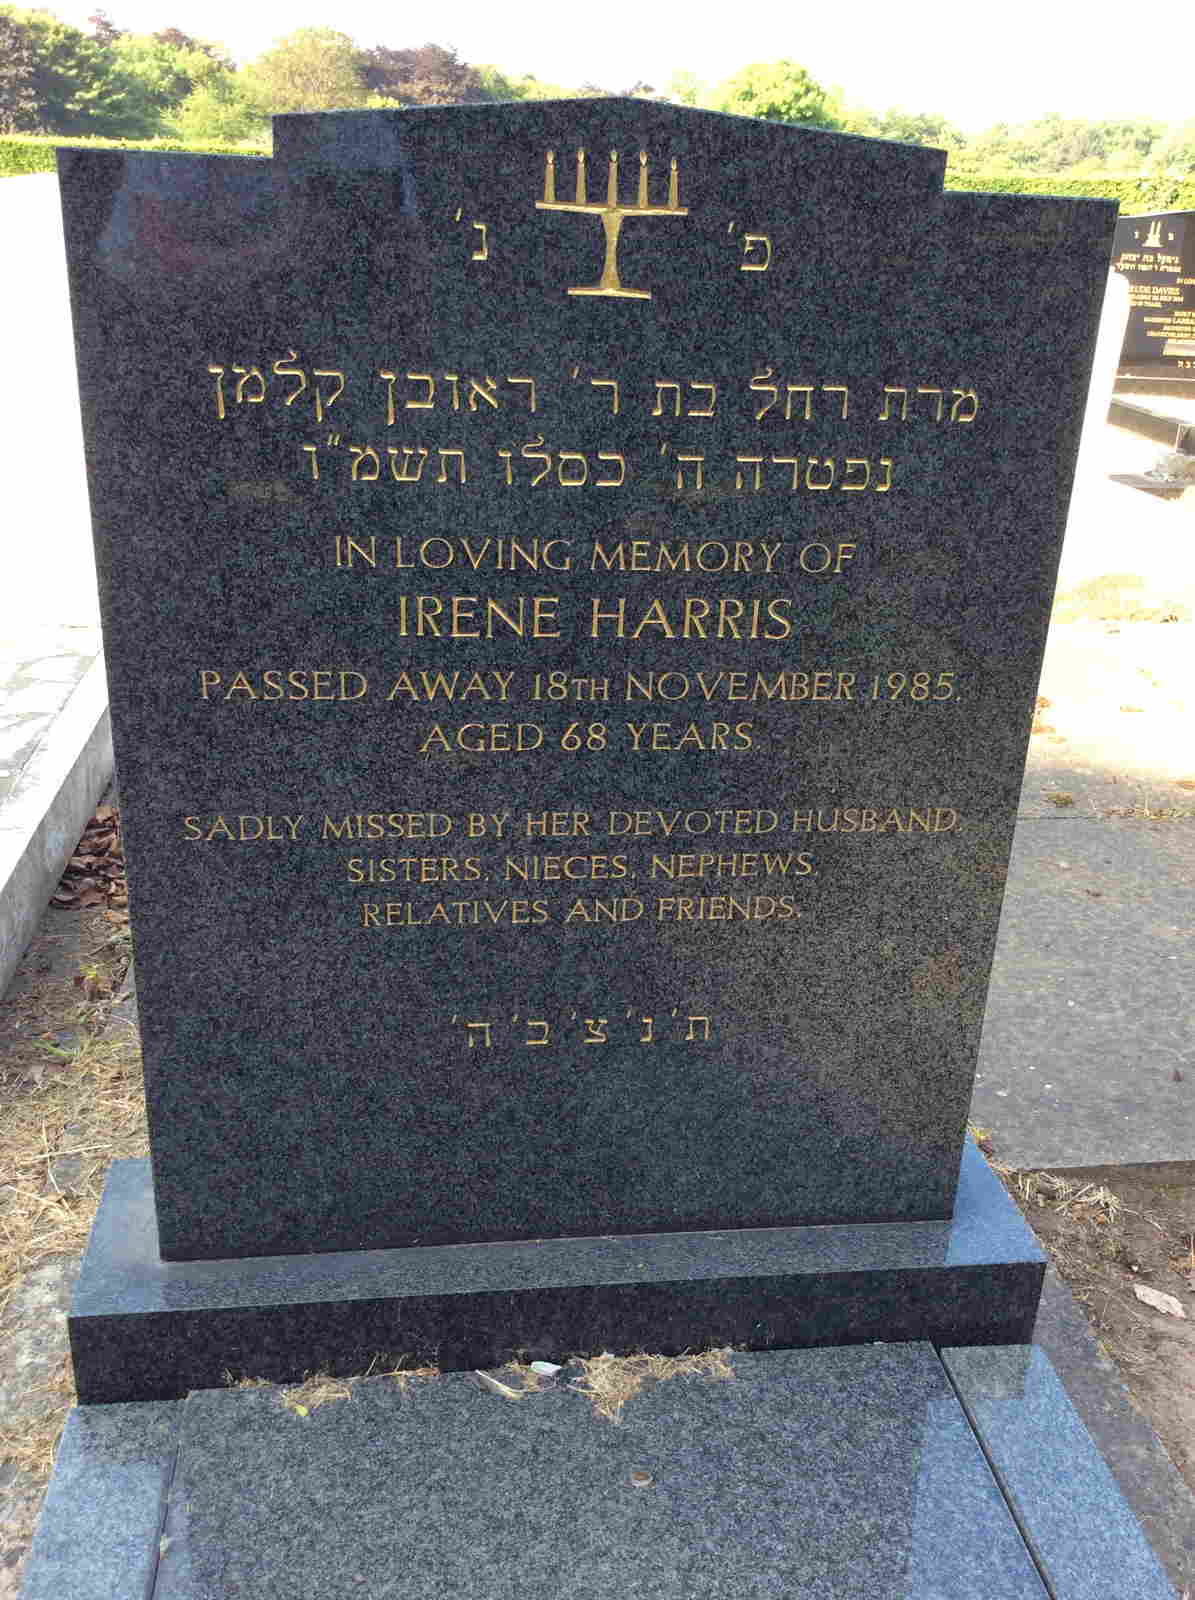 פ' נ'
מרת רחל בת ר' ראובן קלמן
נפטרה ה' כסלו תשמ"ו
IN LOVING MEMORY OF
IRENE HARRIS
PASSED AWAY 18TH NOVEMBER 1985.
AGED 68 YEARS.
SADLY MISSED BY HER DEVOTED HUSBAND,
SISTERS, NIECES, NEPHEWS,
RELATIVES AND FRIENDS.
ת' נ' צ' ב' ה'
DAVIES